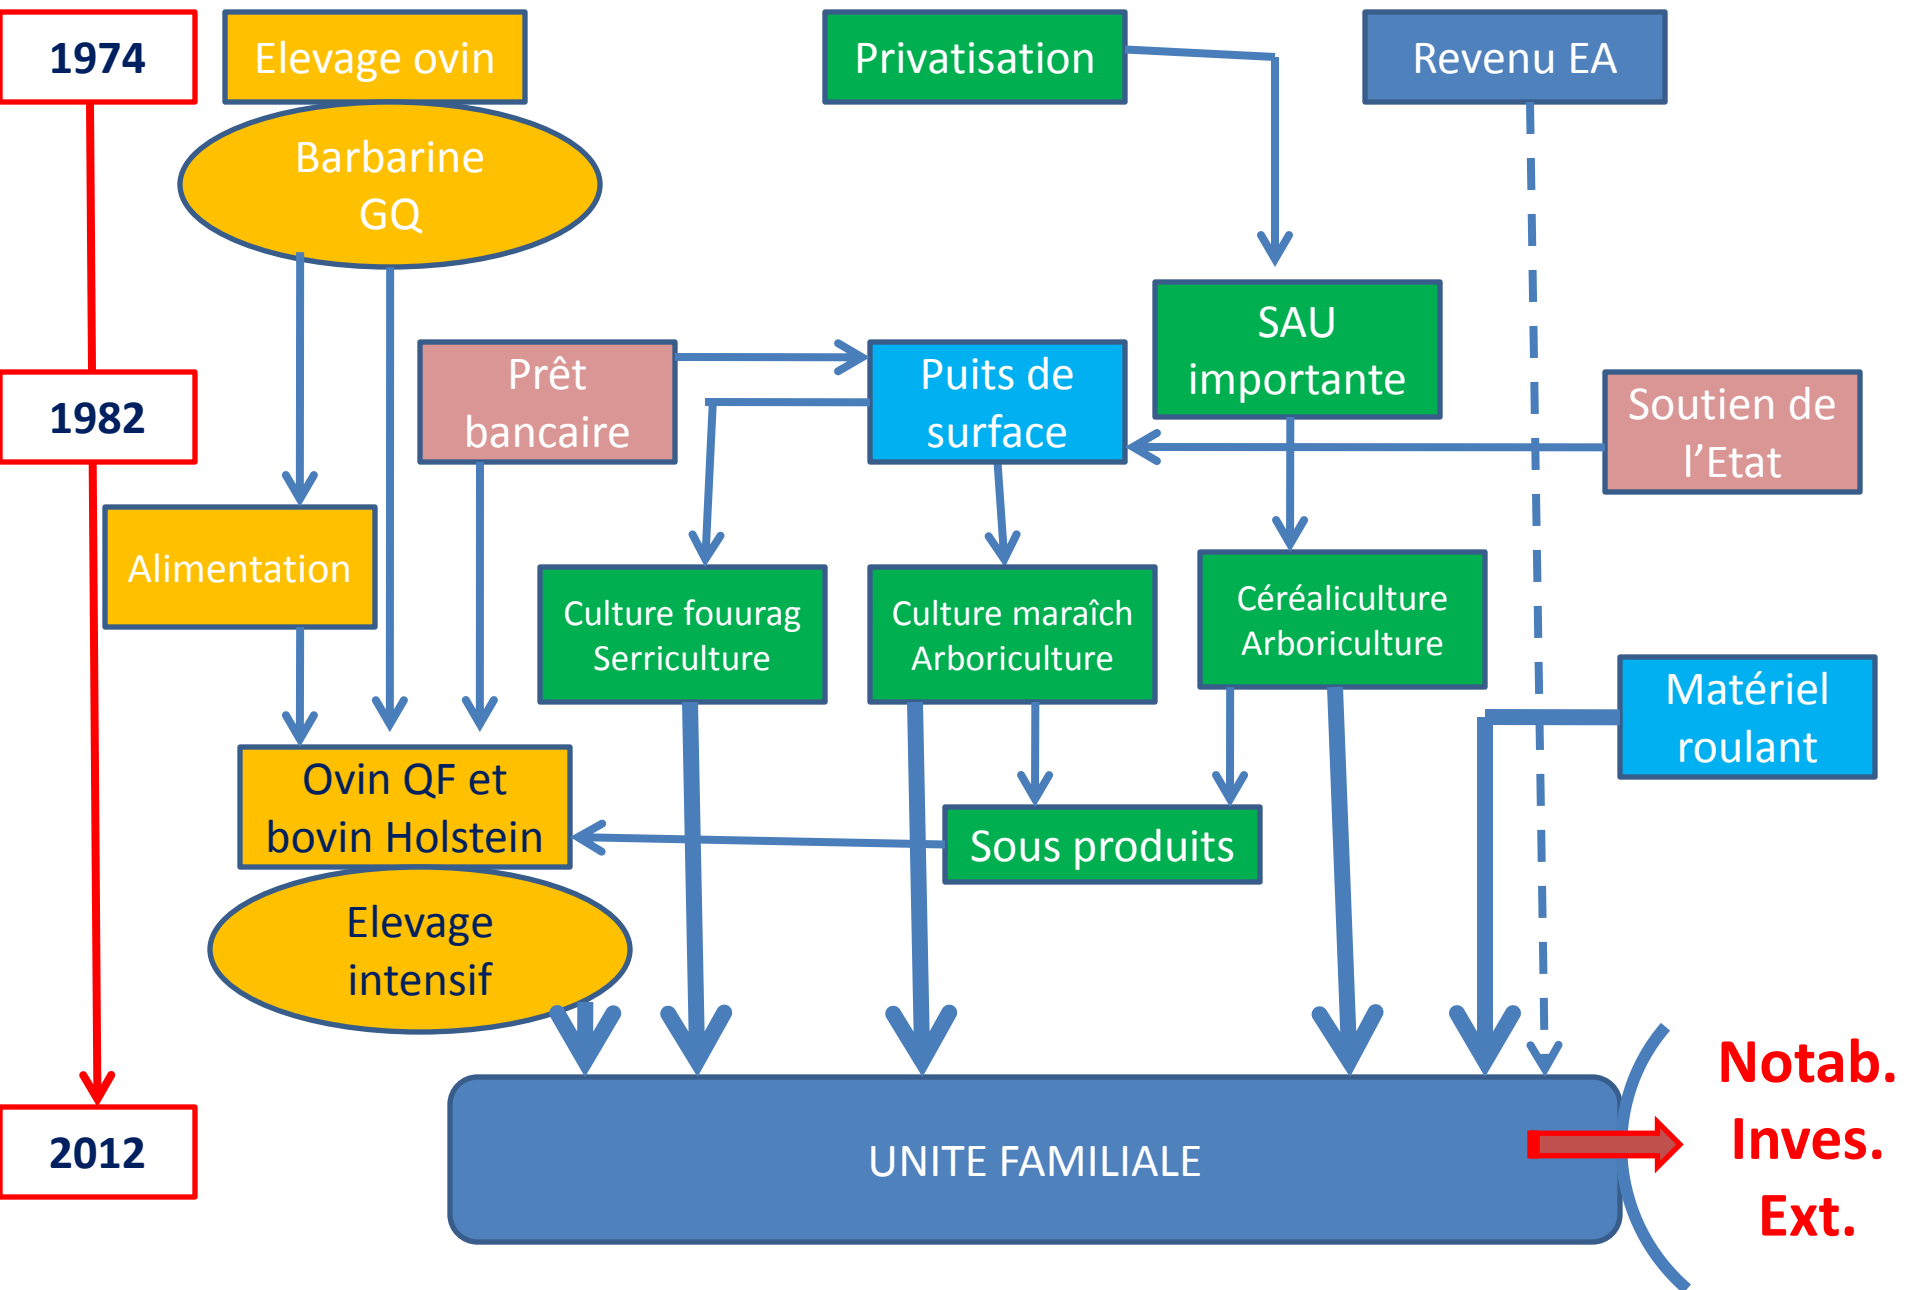 1974
Elevage ovin
Privatisation
Revenu EA
Barbarine
GQ
SAU
importante
Prêt
bancaire
Puits de
surface
1982
Soutien de
l’Etat
Alimentation
Culture fouurag
Serriculture
Culture maraîch
Arboriculture
Céréaliculture
Arboriculture
Matériel
roulant
Ovin QF et
bovin Holstein
Sous produits
Elevage
intensif
2012
UNITE FAMILIALE
Notab.
Inves.
Ext.